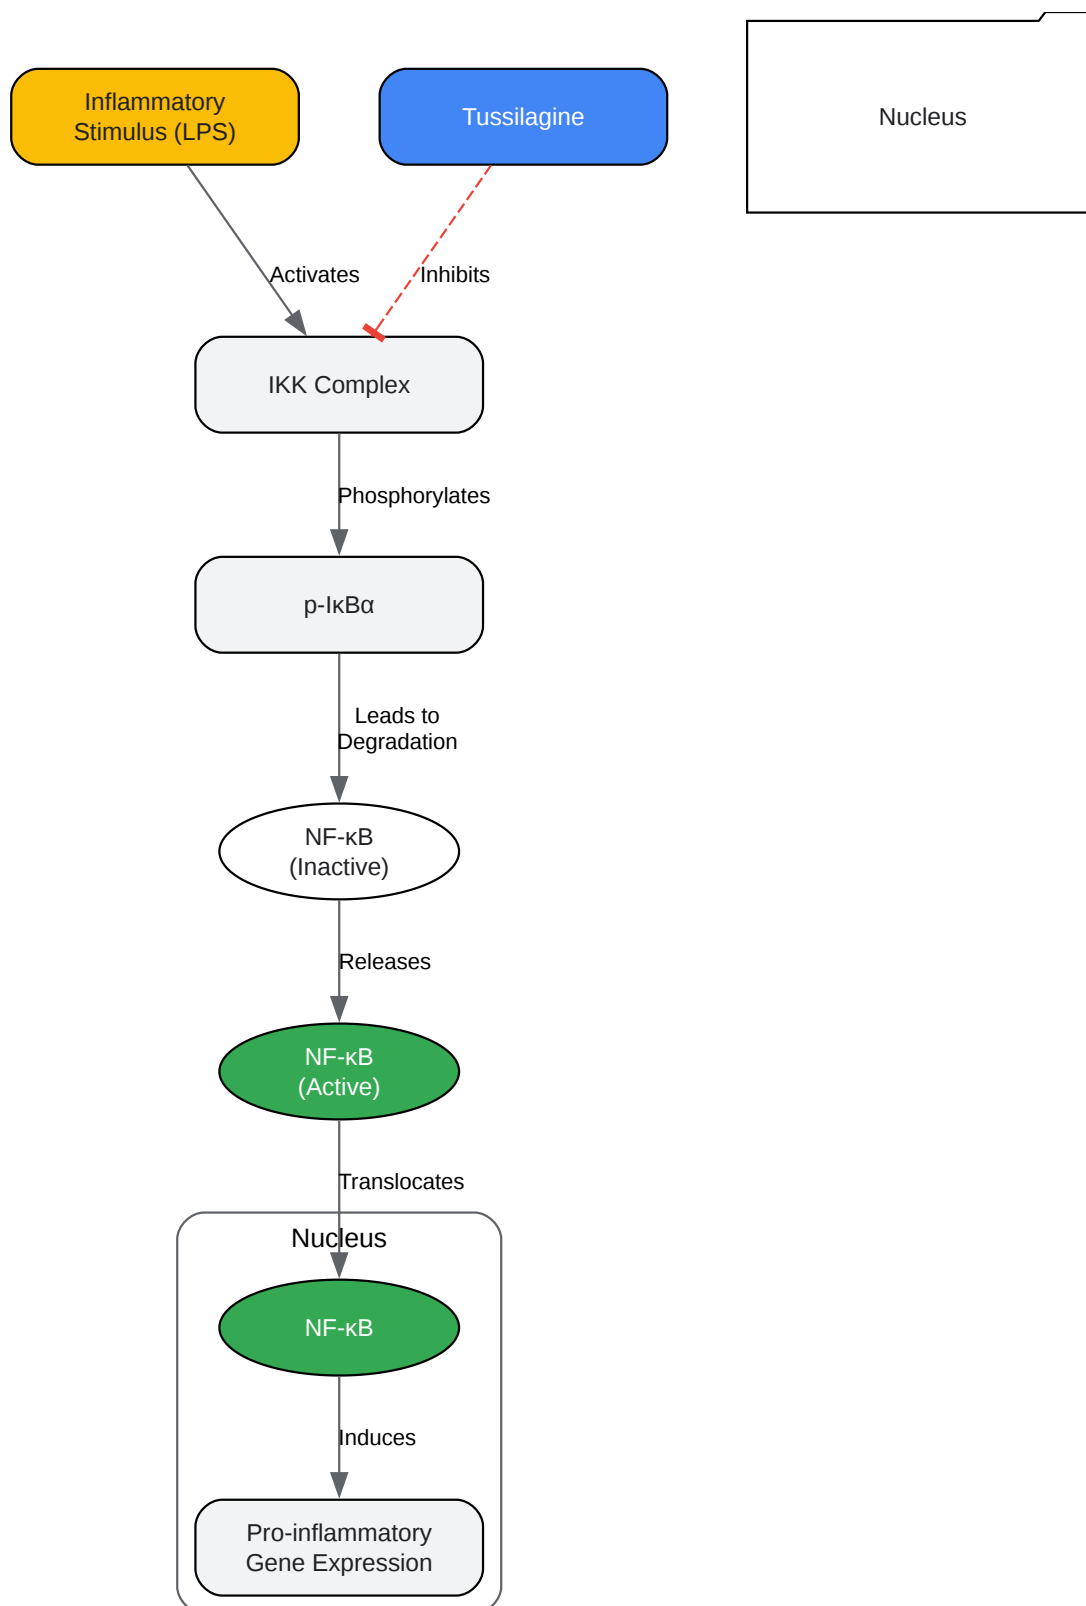 Inflammatory
Stimulus (LPS)
Tussilagine
Nucleus
Activates
Inhibits
IKK Complex
Phosphorylates
p-IκBα
Leads to
Degradation
NF-κB
(Inactive)
Releases
NF-κB
(Active)
Translocates
Nucleus
NF-κB
Induces
Pro-inflammatory
Gene Expression